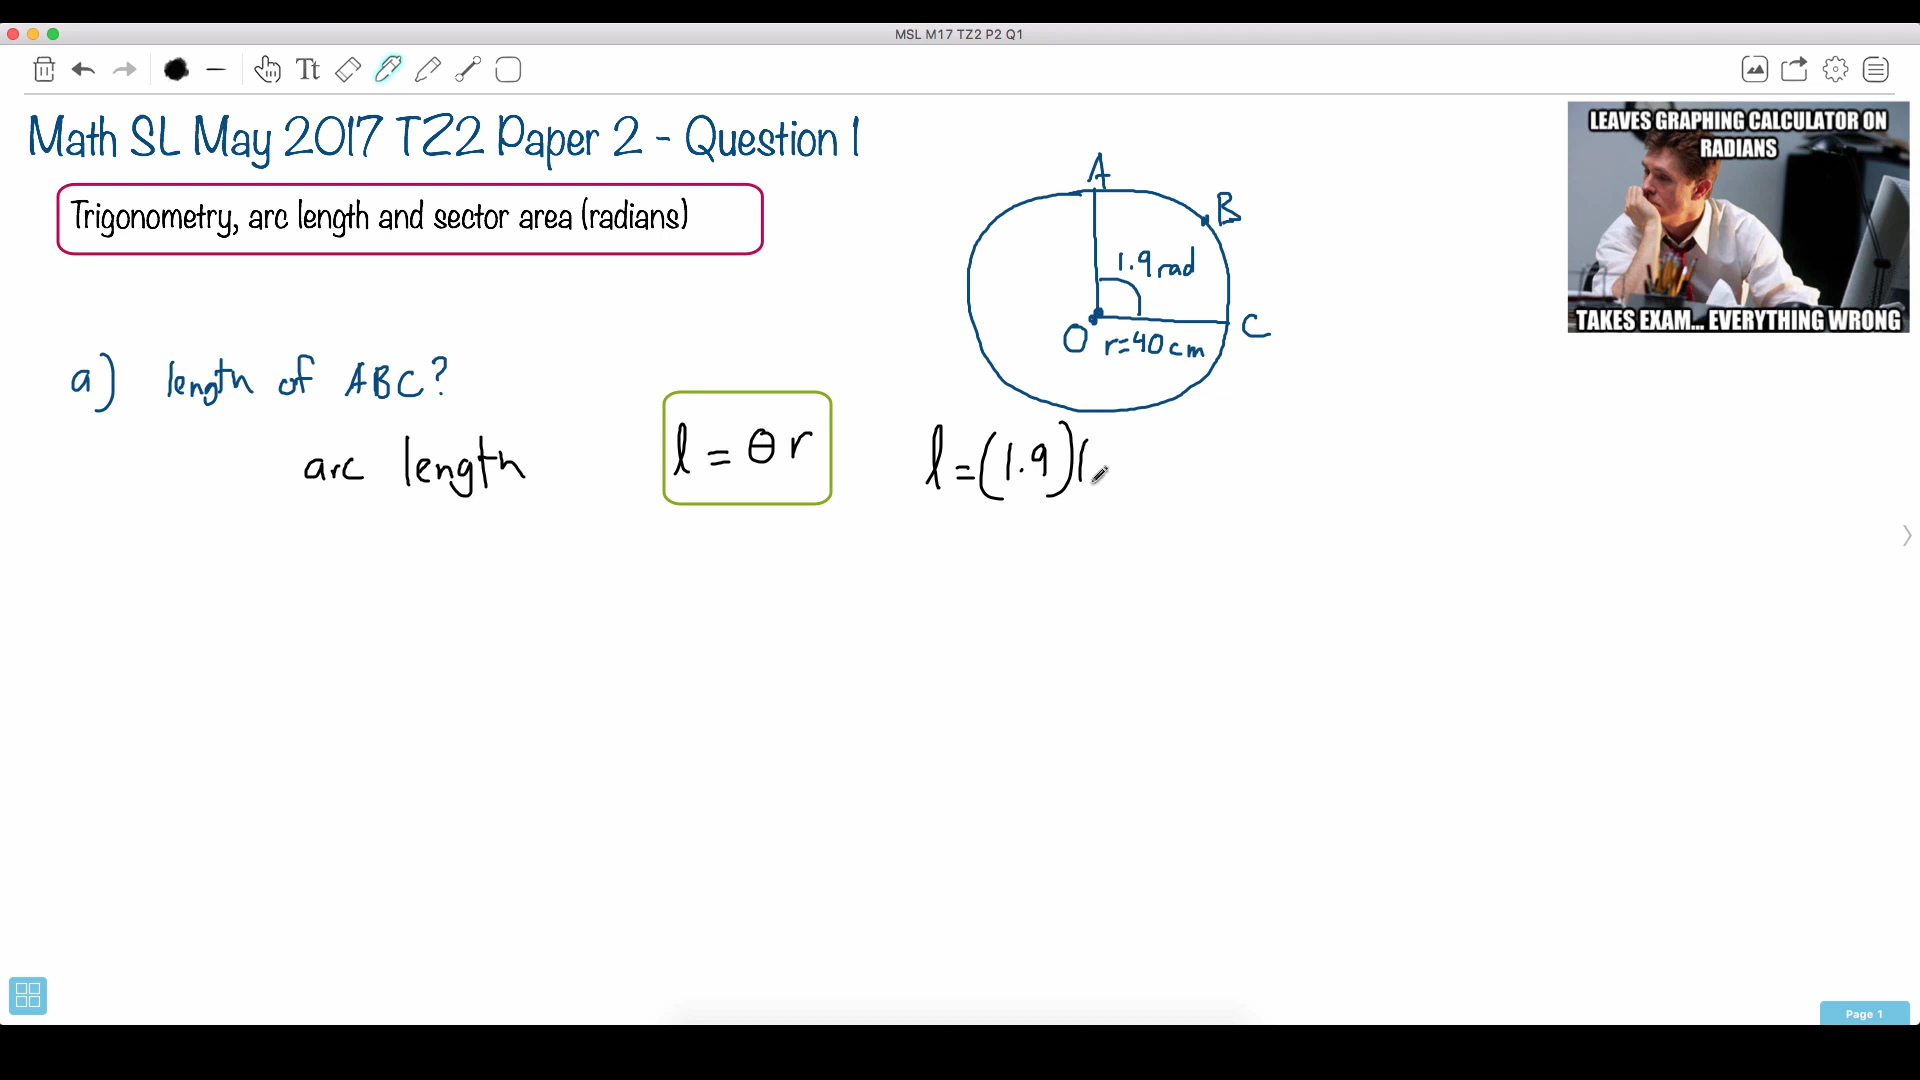 MSL M17 TZ2 P2 Q1
Tt
Math SL May 2017 TZ2 Paper 2 - Question 1
Trigonometry, arc length and sector area (radians)
LEAVES GRAPHING CALCULATOR ON
RADIANS
TAKES EXAM... EVERYTHING WRONG
A
B
1.9 rad
O
C
r=40cm
a) length of ABC?
arc length
l = θ r
l = (1.9)(
Page 1